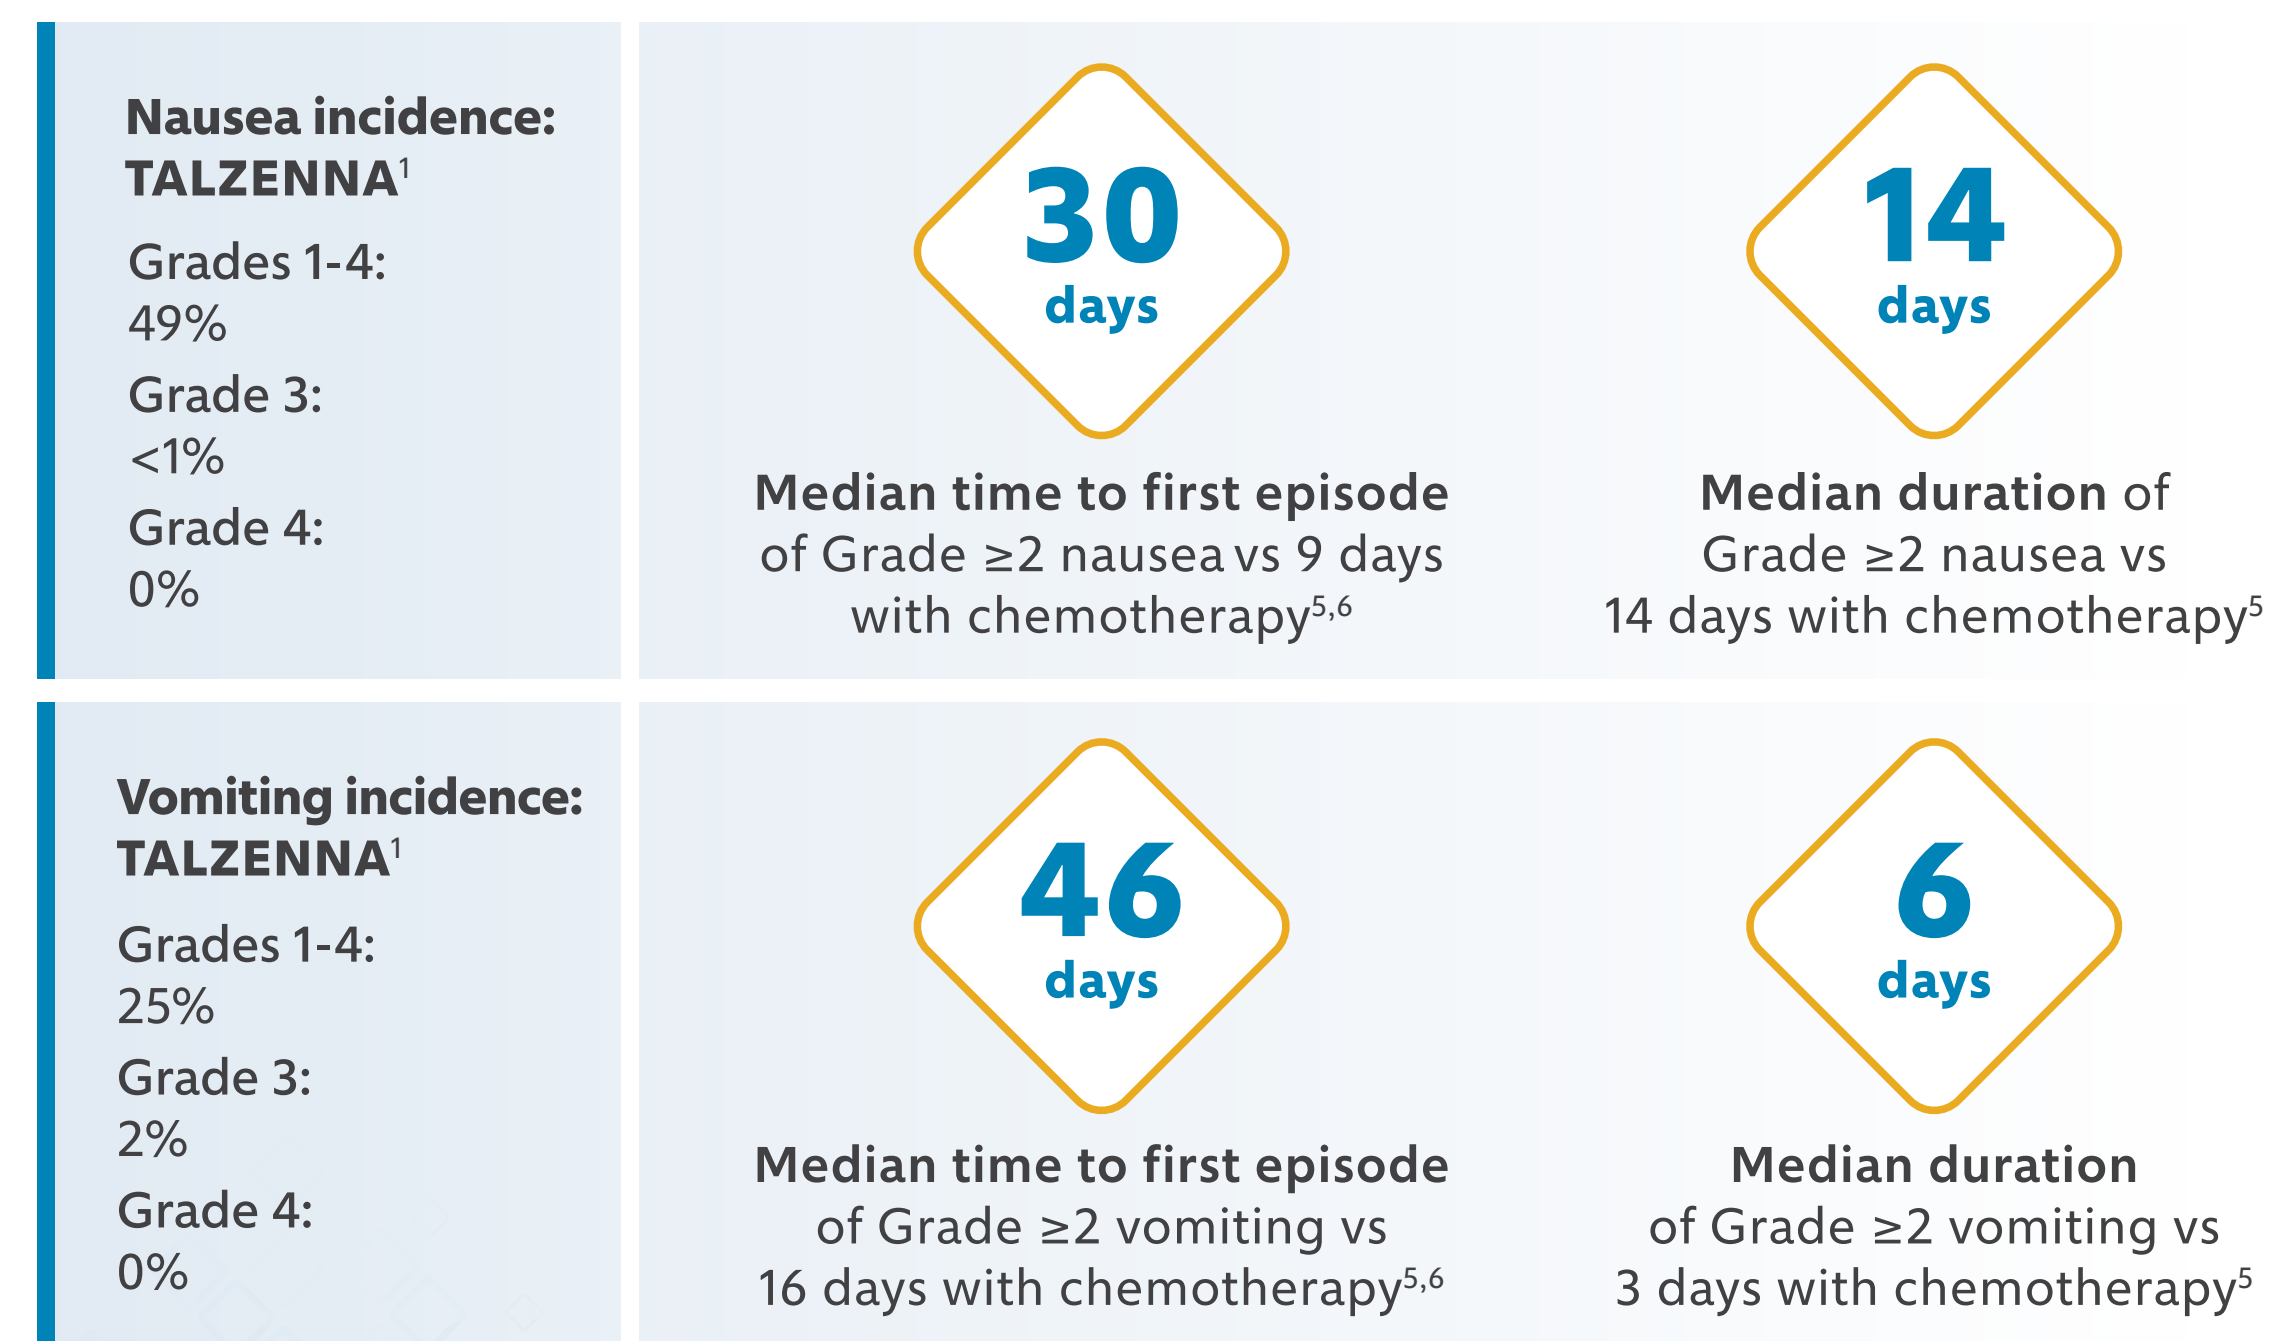 Nausea incidence:
TALZENNA¹
Grades 1-4:
49%
Grade 3:
<1%
Grade 4:
0%
30
days
Median time to first episode
of Grade ≥2 nausea vs 9 days
with chemotherapy⁵,⁶
14
days
Median duration of
Grade ≥2 nausea vs
14 days with chemotherapy⁵
Vomiting incidence:
TALZENNA¹
Grades 1-4:
25%
Grade 3:
2%
Grade 4:
0%
46
days
Median time to first episode
of Grade ≥2 vomiting vs
16 days with chemotherapy⁵,⁶
6
days
Median duration
of Grade ≥2 vomiting vs
3 days with chemotherapy⁵